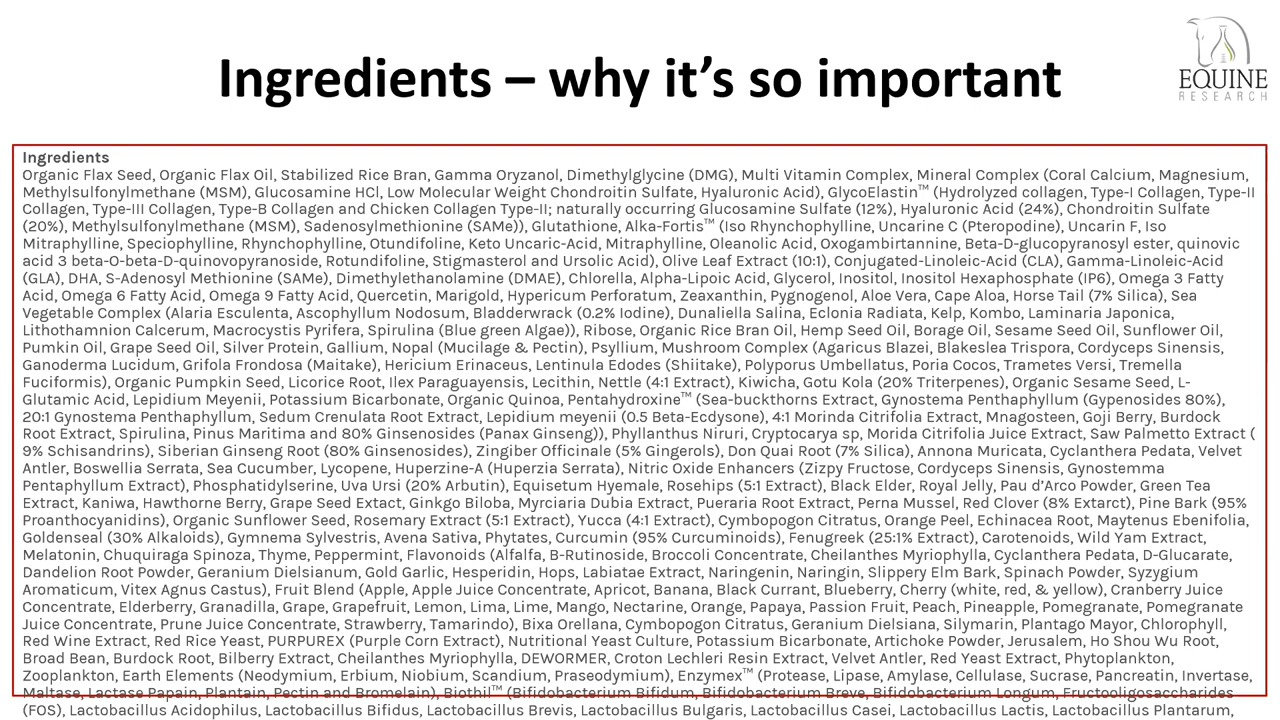 Ingredients – why it's so important
EQUINE
RESEARCH
Ingredients
Organic Flax Seed, Organic Flax Oil, Stabilized Rice Bran, Gamma Oryzanol, Dimethylglycine (DMG), Multi Vitamin Complex, Mineral Complex (Coral Calcium, Magnesium,
Methylsulfonylmethane (MSM), Glucosamine HCl, Low Molecular Weight Chondroitin Sulfate, Hyaluronic Acid), GlycoElastin™ (Hydrolyzed collagen, Type-I Collagen, Type-II
Collagen, Type-III Collagen, Type-B Collagen and Chicken Collagen Type-II; naturally occurring Glucosamine Sulfate (12%), Hyaluronic Acid (24%), Chondroitin Sulfate
(20%), Methylsulfonylmethane (MSM), Sadenosylmethionine (SAMe)), Glutathione, Alka-Fortis™ (Iso Rhynchophylline, Uncarine C (Pteropodine), Uncarin F, Iso
Mitraphylline, Speciophylline, Rhynchophylline, Otundifoline, Keto Uncaric-Acid, Mitraphylline, Oleanolic Acid, Oxogambirtannine, Beta-D-glucopyranosyl ester, quinovic
acid 3 beta-O-beta-D-quinovopyranoside, Rotundifoline, Stigmasterol and Ursolic Acid), Olive Leaf Extract (10:1), Conjugated-Linoleic-Acid (CLA), Gamma-Linoleic-Acid
(GLA), DHA, S-Adenosyl Methionine (SAMe), Dimethylethanolamine (DMAE), Chlorella, Alpha-Lipoic Acid, Glycerol, Inositol, Inositol Hexaphosphate (IP6), Omega 3 Fatty
Acid, Omega 6 Fatty Acid, Omega 9 Fatty Acid, Quercetin, Marigold, Hypericum Perforatum, Zeaxanthin, Pygnogenol, Aloe Vera, Cape Aloa, Horse Tail (7% Silica), Sea
Vegetable Complex (Alaria Esculenta, Ascophyllum Nodosum, Bladderwrack (0.2% Iodine), Dunaliella Salina, Ecklonia Radiata, Kelp, Kombo, Laminaria Japonica,
Lithothamnion Calcerum, Macrocystis Pyrifera, Spirulina (Blue green Algae)), Ribose, Organic Rice Bran Oil, Hemp Seed Oil, Borage Oil, Sesame Seed Oil, Sunflower Oil,
Pumkin Oil, Grape Seed Oil, Silver Protein, Gallium, Nopal (Mucilage & Pectin), Psyllium, Mushroom Complex (Agaricus Blazei, Blakeslea Trispora, Cordyceps Sinensis,
Ganoderma Lucidum, Grifola Frondosa (Maitake), Hericium Erinaceus, Lentinula Edodes (Shiitake), Polyporus Umbellatus, Poria Cocos, Trametes Versi, Tremella
Fuciformis), Organic Pumpkin Seed, Licorice Root, Ilex Paraguayensis, Lecithin, Nettle (4:1 Extract), Kiwicha, Gotu Kola (20% Triterpenes), Organic Sesame Seed, L-
Glutamic Acid, Lepidium Meyenii, Potassium Bicarbonate, Organic Quinoa, Pentahydroxine™ (Sea-buckthorns Extract, Gynostema Penthaphyllum (Gypenosides 80%),
20:1 Gynostema Penthaphyllum, Sedum Crenulata Root Extract, Lepidium meyenii (0.5 Beta-Ecdysone), 4:1 Morinda Citrifolia Extract, Mnagosteen, Goji Berry, Burdock
Root Extract, Spirulina, Pinus Maritima and 80% Ginsenosides (Panax Ginseng)), Phyllanthus Niruri, Cryptocarya sp, Morida Citrifolia Juice Extract, Saw Palmetto Extract (
9% Schisandrins), Siberian Ginseng Root (80% Ginsenosides), Zingiber Officinale (5% Gingerols), Don Quai Root (7% Silica), Annona Muricata, Cyclanthera Pedata, Velvet
Antler, Boswellia Serrata, Sea Cucumber, Lycopene, Huperzine-A (Huperzia Serrata), Nitric Oxide Enhancers (Zizpy Fructose, Cordyceps Sinensis, Gynostemma
Pentaphyllum Extract), Phosphatidylserine, Uva Ursi (20% Arbutin), Equisetum Hyemale, Rosehips (5:1 Extract), Black Elder, Royal Jelly, Pau d'Arco Powder, Green Tea
Extract, Kaniwa, Hawthorne Berry, Grape Seed Extact, Ginkgo Biloba, Myrciaria Dubia Extract, Pueraria Root Extract, Perna Mussel, Red Clover (8% Extarct), Pine Bark (95%
Proanthocyanidins), Organic Sunflower Seed, Rosemary Extract (5:1 Extract), Yucca (4:1 Extract), Cymbopogon Citratus, Orange Peel, Echinacea Root, Maytenus Ebenifolia,
Goldenseal (30% Alkaloids), Gymnema Sylvestris, Avena Sativa, Phytates, Curcumin (95% Curcuminoids), Fenugreek (25:1% Extract), Carotenoids, Wild Yam Extract,
Melatonin, Chuquiraga Spinoza, Thyme, Peppermint, Flavonoids (Alfalfa, B-Rutinoside, Broccoli Concentrate, Cheilanthes Myriophylla, Cyclanthera Pedata, D-Glucarate,
Dandelion Root Powder, Geranium Dielsianum, Gold Garlic, Hesperidin, Hops, Labiatae Extract, Naringenin, Naringin, Slippery Elm Bark, Spinach Powder, Syzygium
Aromaticum, Vitex Agnus Castus), Fruit Blend (Apple, Apple Juice Concentrate, Apricot, Banana, Black Currant, Blueberry, Cherry (white, red, & yellow), Cranberry Juice
Concentrate, Elderberry, Granadilla, Grape, Grapefruit, Lemon, Lima, Lime, Mango, Nectarine, Orange, Papaya, Passion Fruit, Peach, Pineapple, Pomegranate, Pomegranate
Juice Concentrate, Prune Juice Concentrate, Strawberry, Tamarindo), Bixa Orellana, Cymbopogon Citratus, Geranium Dielsiana, Silymarin, Plantago Mayor, Chlorophyll,
Red Wine Extract, Red Rice Yeast, PURPUREX (Purple Corn Extract), Nutritional Yeast Culture, Potassium Bicarbonate, Artichoke Powder, Jerusalem, Ho Shou Wu Root,
Broad Bean, Burdock Root, Bilberry Extract, Cheilanthes Myriophylla, DEWORMER, Croton Lechleri Resin Extract, Velvet Antler, Red Yeast Extract, Phytoplankton,
Zooplankton, Earth Elements (Neodymium, Erbium, Niobium, Scandium, Praseodymium), Enzymex™ (Protease, Lipase, Amylase, Cellulase, Sucrase, Pancreatin, Invertase,
Maltase, Lactase Papain, Plantain, Pectin and Bromelain), Biothil™ (Bifidobacterium Bifidum, Bifidobacterium Breve, Bifidobacterium Longum, Fructooligosaccharides
(FOS), Lactobacillus Acidophilus, Lactobacillus Bifidus, Lactobacillus Brevis, Lactobacillus Bulgaris, Lactobacillus Casei, Lactobacillus Lactis, Lactobacillus Plantarum,